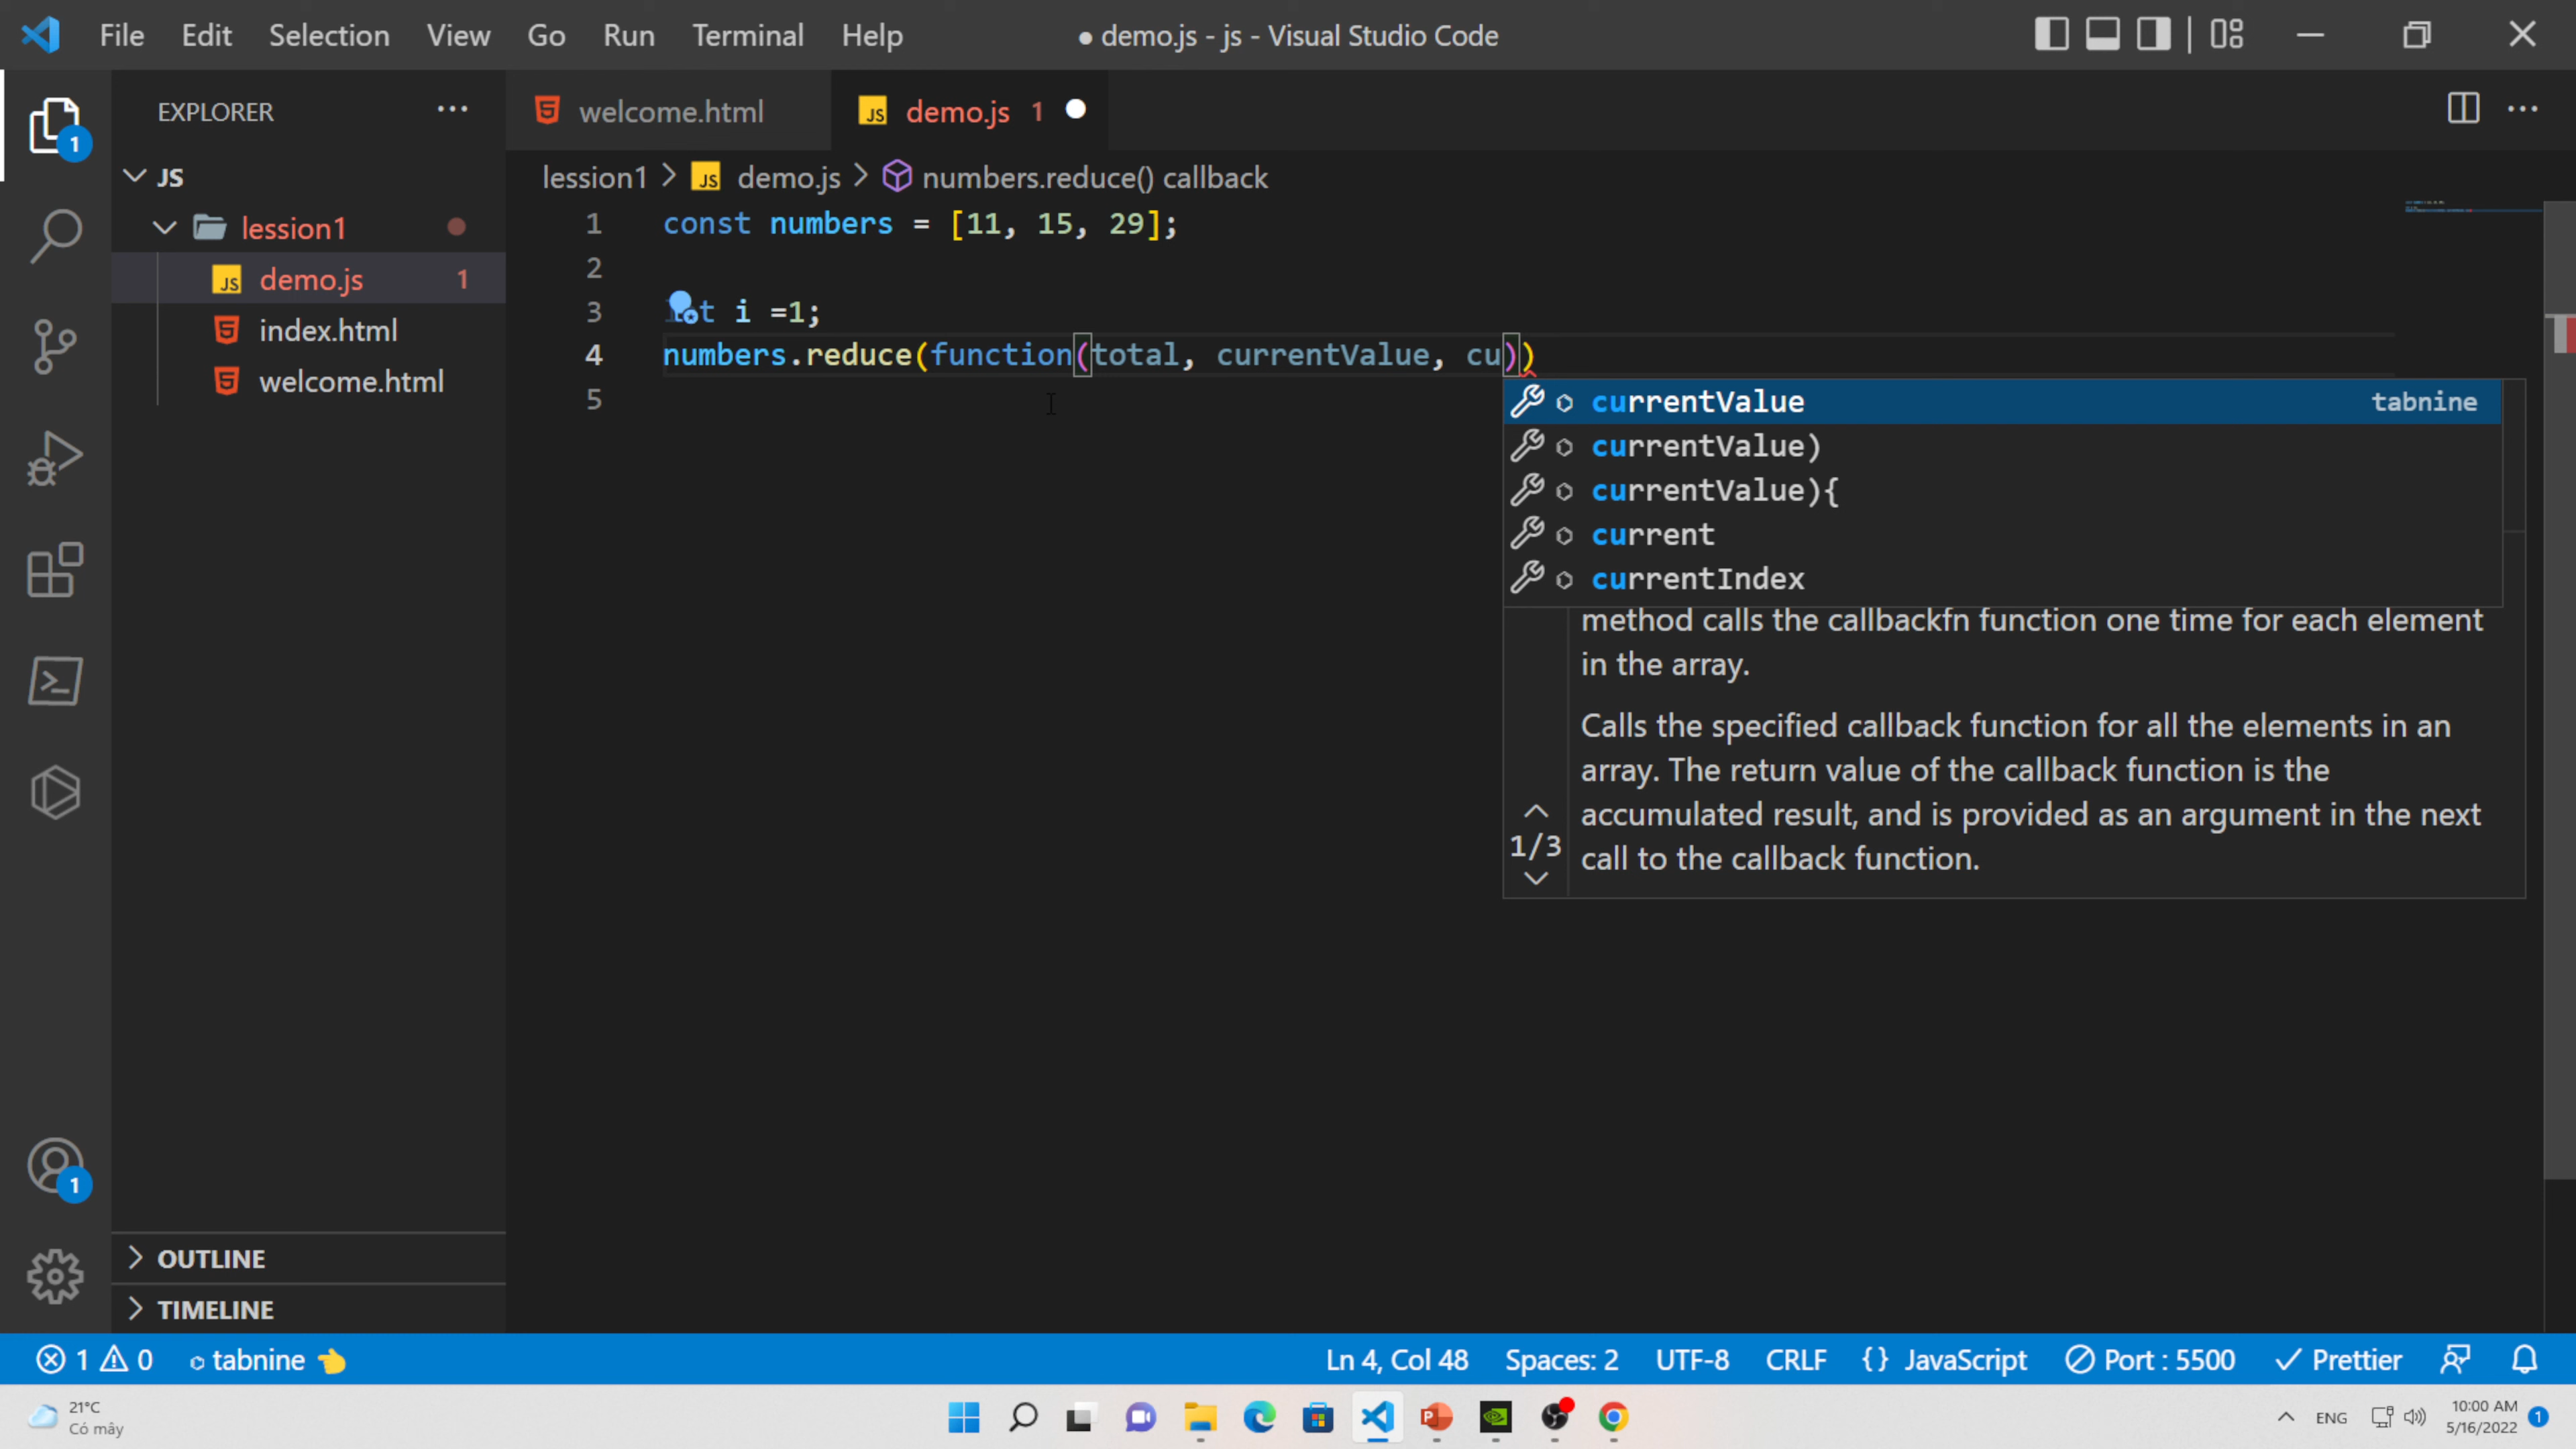 File Edit Selection View Go Run Terminal Help
● demo.js - js - Visual Studio Code
EXPLORER
welcome.html
demo.js 1
JS
lession1
demo.js 1
index.html
welcome.html
lession1 > demo.js > numbers.reduce() callback
1 const numbers = [11, 15, 29];
2
3 let i =1;
4 numbers.reduce(function(total, currentValue, cu))
5
currentValue tabnine
currentValue)
currentValue){
current
currentIndex
method calls the callbackfn function one time for each element
in the array.
Calls the specified callback function for all the elements in an
array. The return value of the callback function is the
accumulated result, and is provided as an argument in the next
call to the callback function.
1/3
1
1
OUTLINE
TIMELINE
1 0 tabnine
Ln 4, Col 48 Spaces: 2 UTF-8 CRLF {} JavaScript Port : 5500 Prettier
21°C
Có mây
ENG
10:00 AM
5/16/2022
1